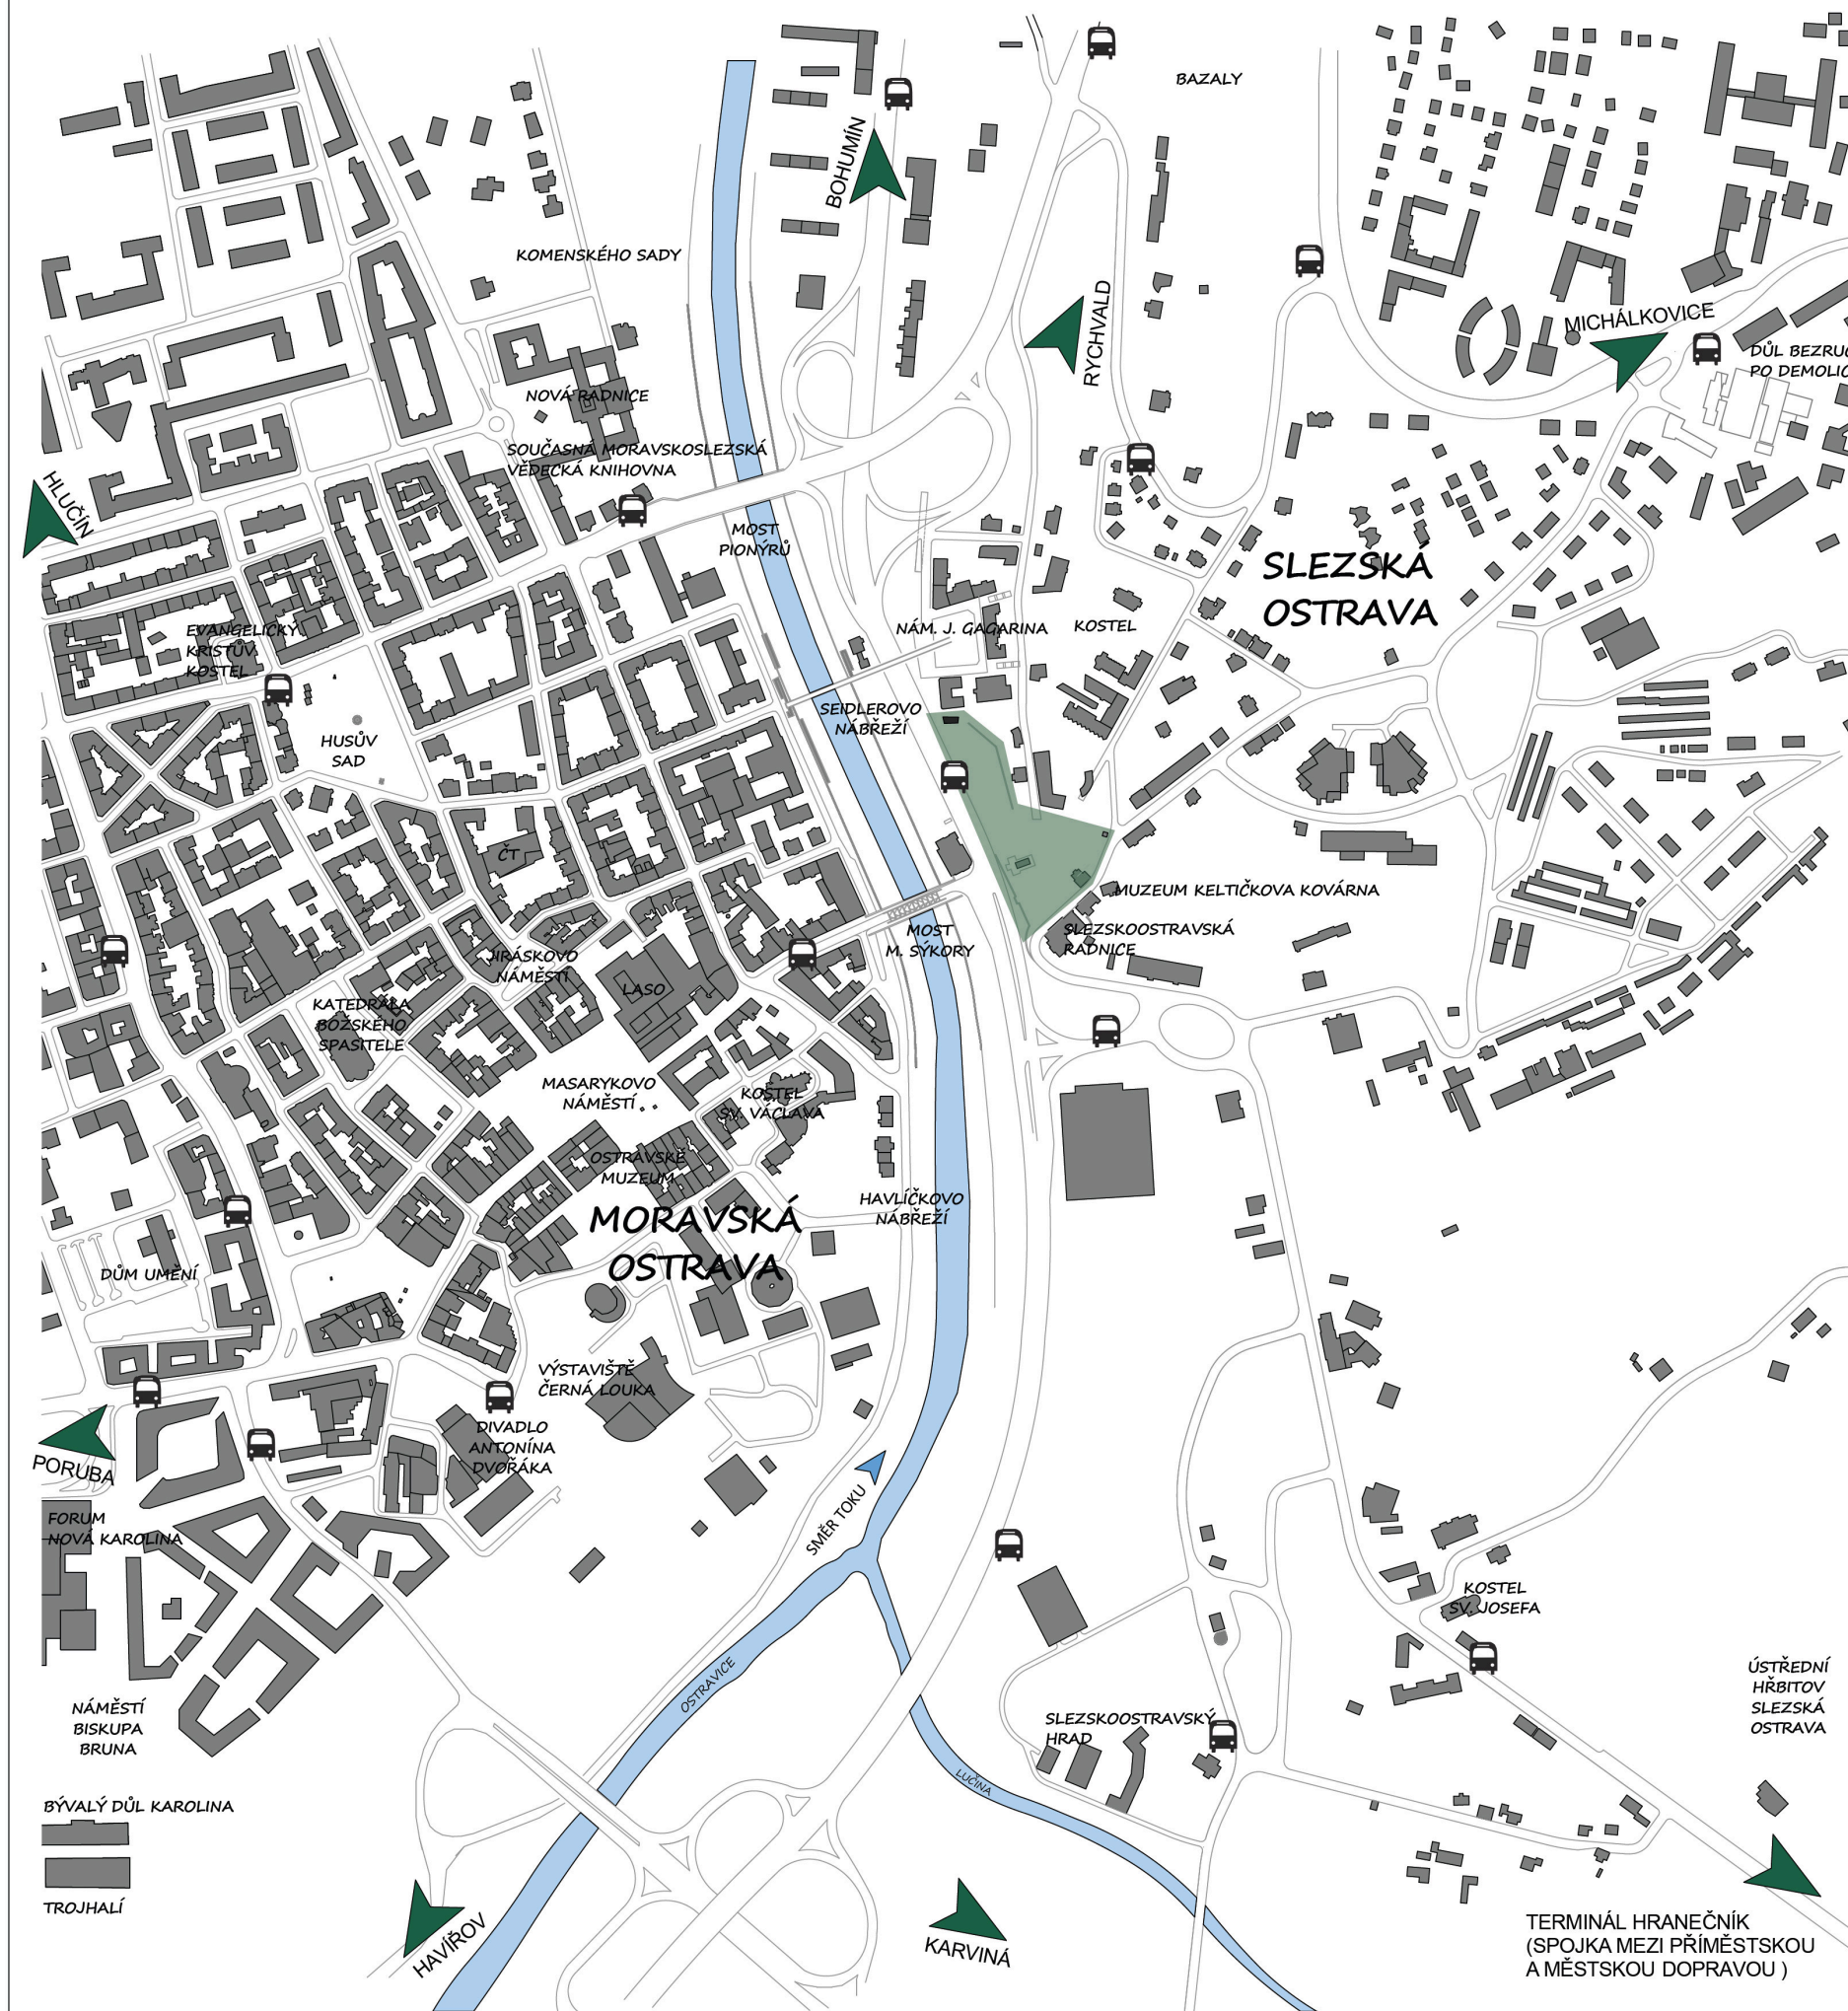 BAZALY
BOHUMÍN
KOMENSKÉHO SADY
RYCHVALD
MICHÁLKOVICE
DŮL BEZRUČ
PO DEMOLIC
NOVÁ RADNICE
SOUČASNÁ MORAVSKOSLEZSKÁ
VĚDECKÁ KNIHOVNA
HLUČÍN
MOST
PIONÝRŮ
SLEZSKÁ
OSTRAVA
NÁM. J. GAGARINA
KOSTEL
EVANGELICKÝ
KRISTŮV
KOSTEL
SEIDLEROVO
NÁBŘEŽÍ
HUSŮV
SAD
ČT
MUZEUM KELTIČKOVA KOVÁRNA
SLEZSKOOSTRAVSKÁ
RADNICE
MOST
M. SÝKORY
JIRÁSKOVO
NÁMĚSTÍ
LASO
KATEDRÁLA
BOŽSKÉHO
SPASITELE
MASARYKOVO
NÁMĚSTÍ
KOSTEL
SV. VÁCLAVA
OSTRAVSKÉ
MUZEUM
HAVLÍČKOVO
NÁBŘEŽÍ
MORAVSKÁ
OSTRAVA
DŮM UMĚNÍ
VÝSTAVIŠTĚ
ČERNÁ LOUKA
DIVADLO
ANTONÍNA
DVOŘÁKA
PORUBA
FORUM
NOVÁ KAROLINA
SMĚR TOKU
KOSTEL
SV. JOSEFA
OSTRAVICE
ÚSTŘEDNÍ
HŘBITOV
SLEZSKÁ
OSTRAVA
NÁMĚSTÍ
BISKUPA
BRUNA
SLEZSKOOSTRAVSKÝ
HRAD
LUČINA
BÝVALÝ DŮL KAROLINA
TROJHALÍ
HAVÍŘOV
KARVINÁ
TERMINÁL HRANEČNÍK
(SPOJKA MEZI PŘÍMĚSTSKOU
A MĚSTSKOU DOPRAVOU )